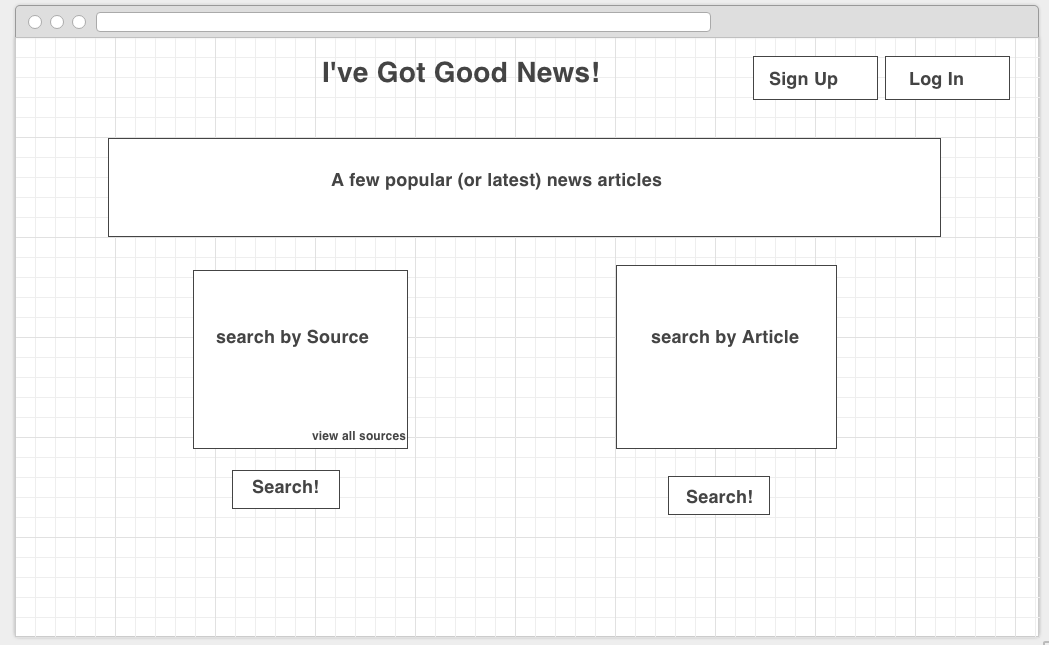 I've Got Good News!
Sign Up
Log In
A few popular (or latest) news articles
search by Source
search by Article
view all sources
Search!
Search!